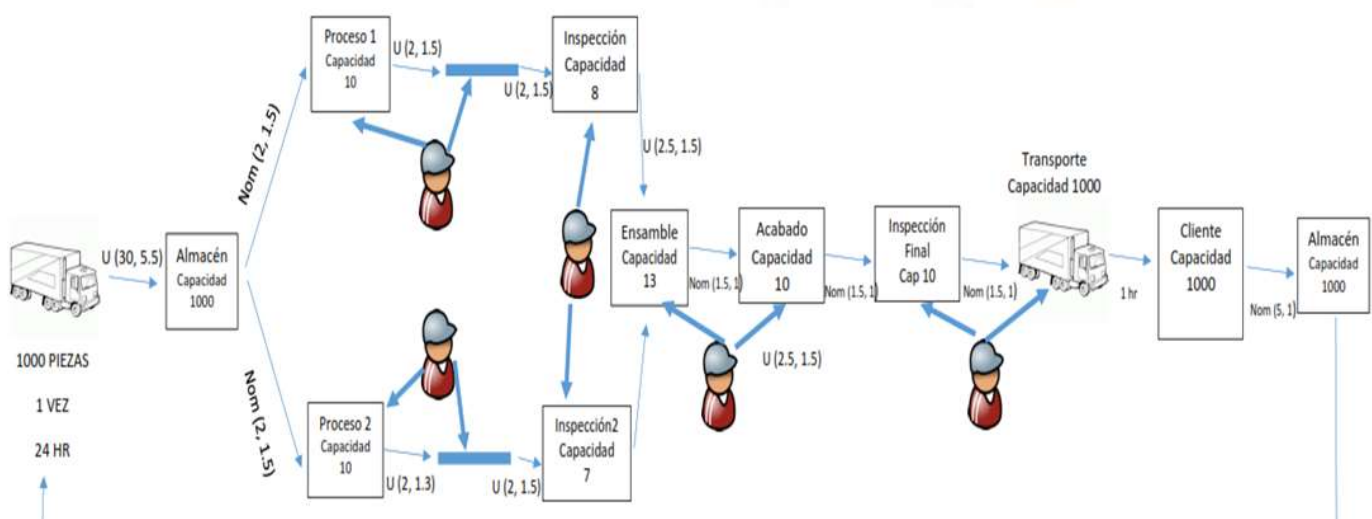 Proceso 1
Capacidad
10
U (2, 1.5)
U (2, 1.5)
Inspección
Capacidad
8
U (2.5, 1.5)
Nom (2, 1.5)
U (30, 5.5)
Almacén
Capacidad
1000
1000 PIEZAS
1 VEZ
24 HR
Nom (2, 1.5)
Proceso 2
Capacidad
10
U (2, 1.3)
U (2, 1.5)
Inspección2
Capacidad
7
Ensamble
Capacidad
13
Nom (1.5, 1)
Acabado
Capacidad
10
U (2.5, 1.5)
Nom (1.5, 1)
Inspección
Final
Cap 10
Nom (1.5, 1)
Transporte
Capacidad 1000
1 hr
Cliente
Capacidad
1000
Nom (5, 1)
Almacén
Capacidad
1000